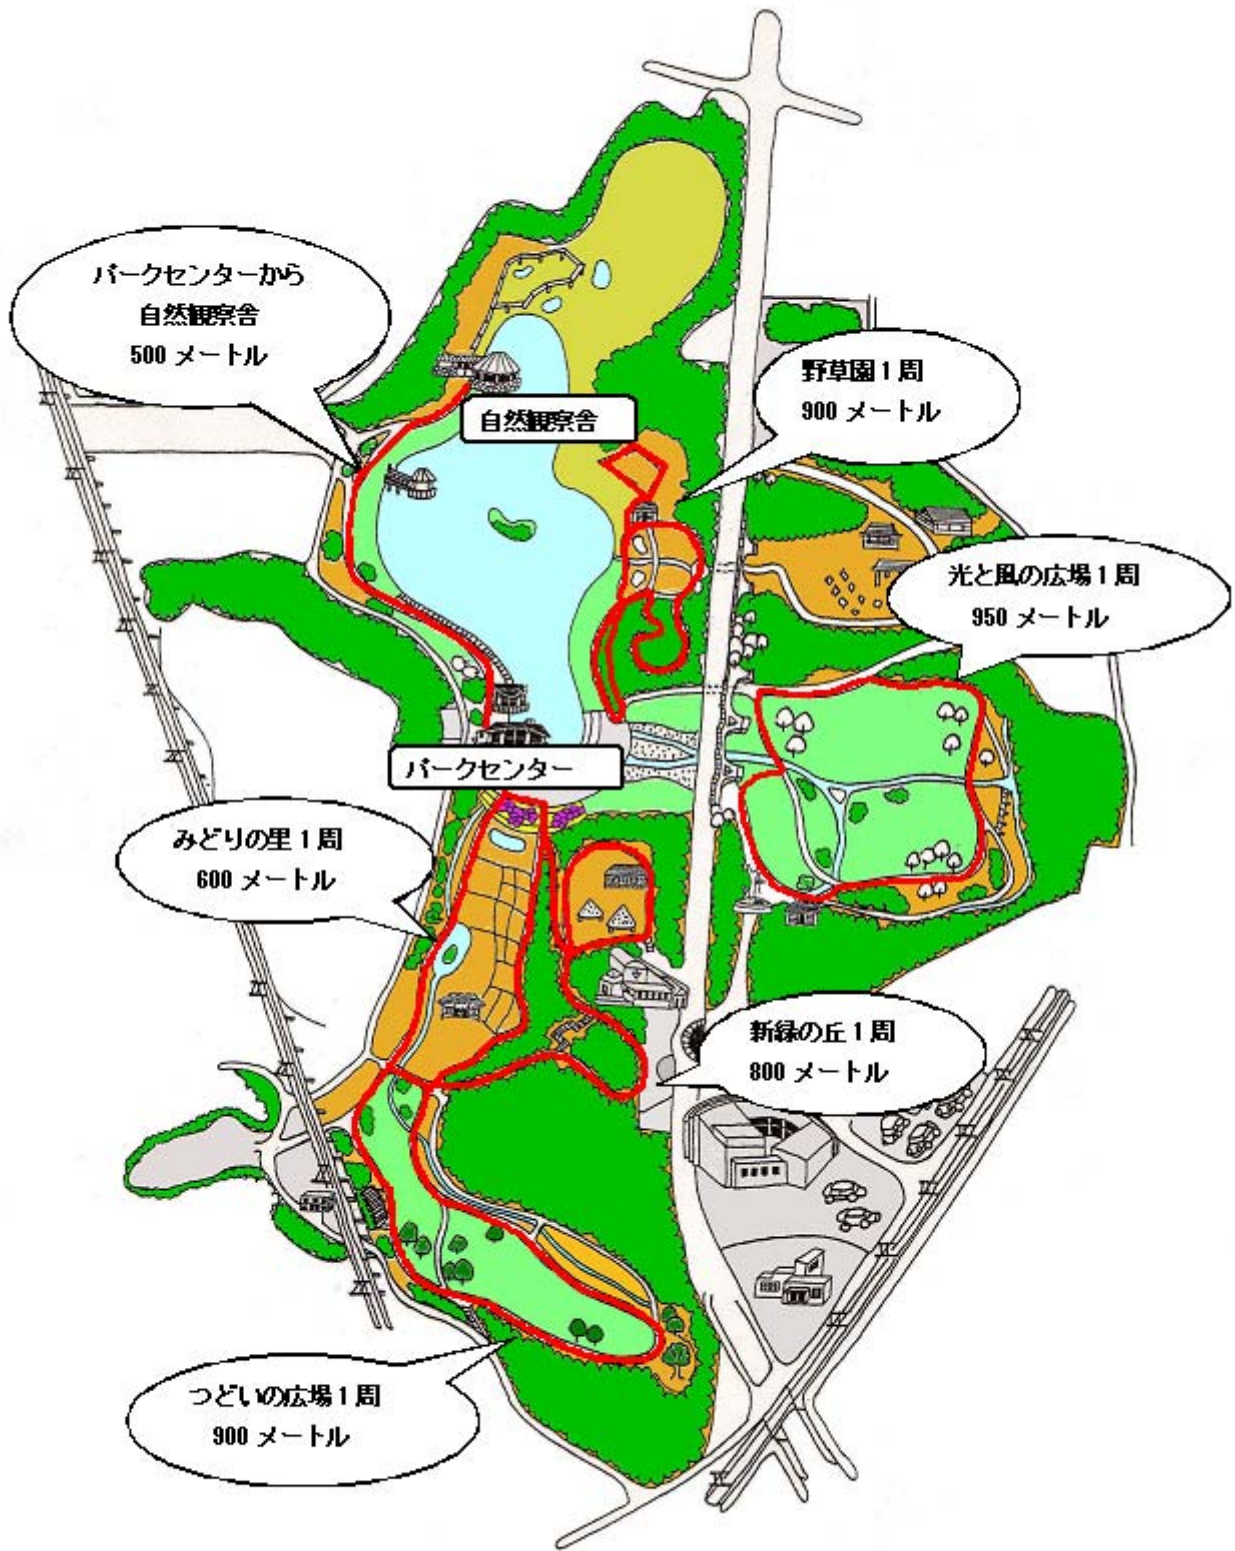 パークセンターから
自然観察舎
500 メートル
野草園１周
900 メートル
自然観察舎
光と風の広場１周
950 メートル
パークセンター
みどりの里１周
600 メートル
新緑の丘１周
800 メートル
つどいの広場１周
900 メートル